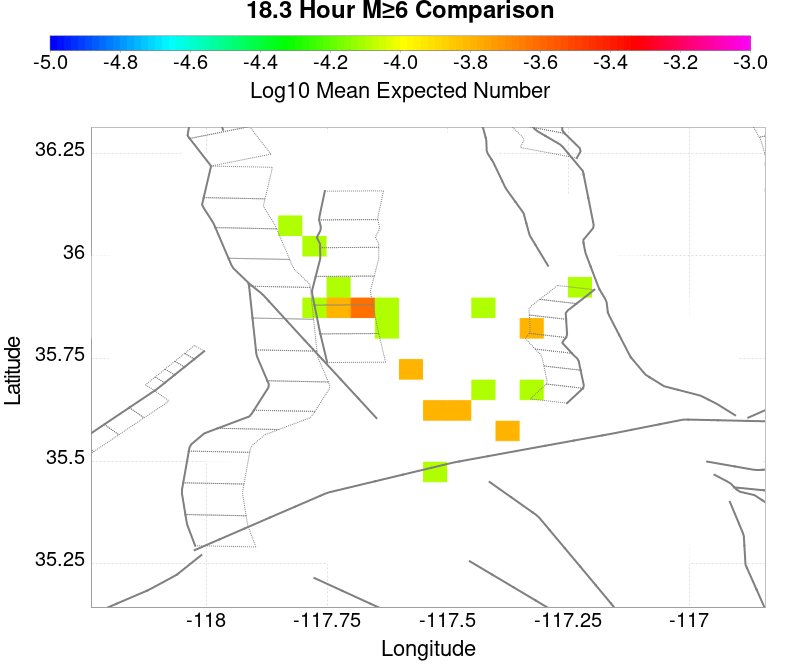 18.3 Hour M≥6 Comparison
-5.0 -4.8 -4.6 -4.4 -4.2 -4.0 -3.8 -3.6 -3.4 -3.2 -3.0
Log10 Mean Expected Number
36.25
36
35.75
35.5
35.25
Latitude
-118 -117.75 -117.5 -117.25 -117
Longitude